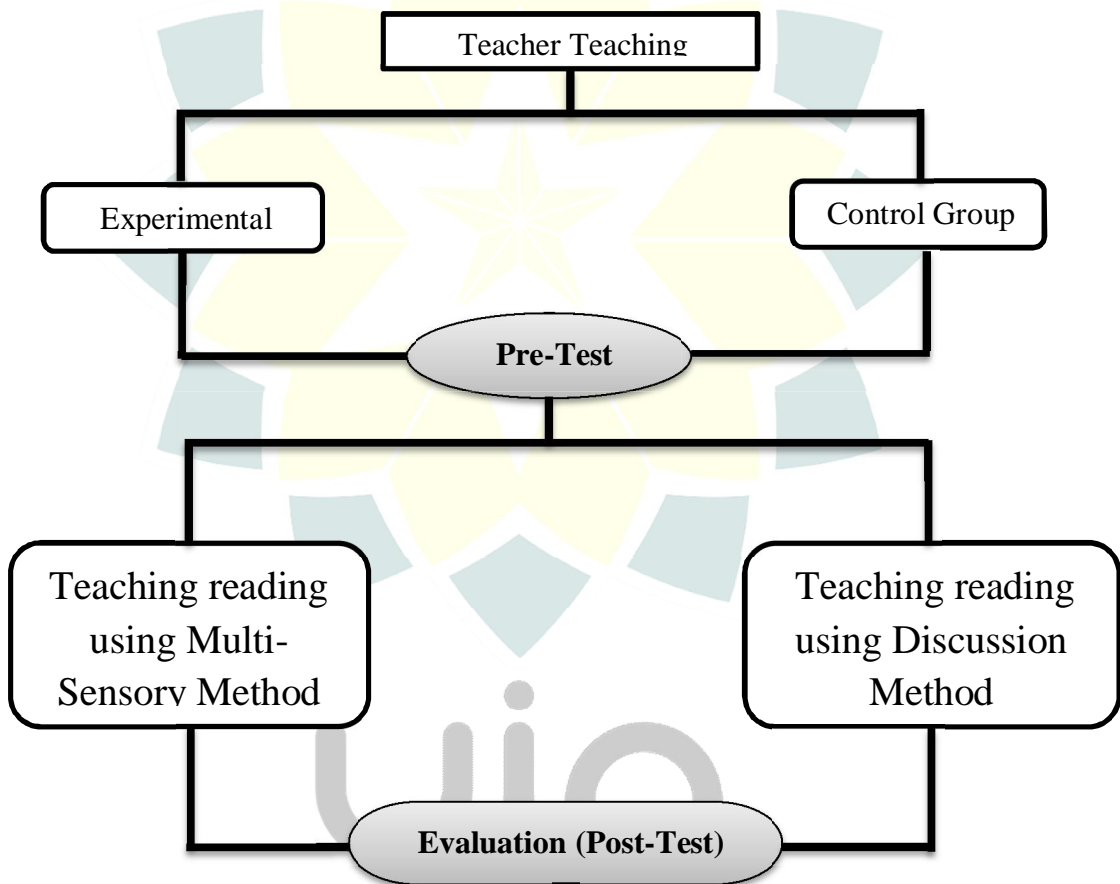 Teacher Teaching
Experimental
Control Group
Pre-Test
Teaching reading
using Multi-
Sensory Method
Teaching reading
using Discussion
Method
uin
Evaluation (Post-Test)